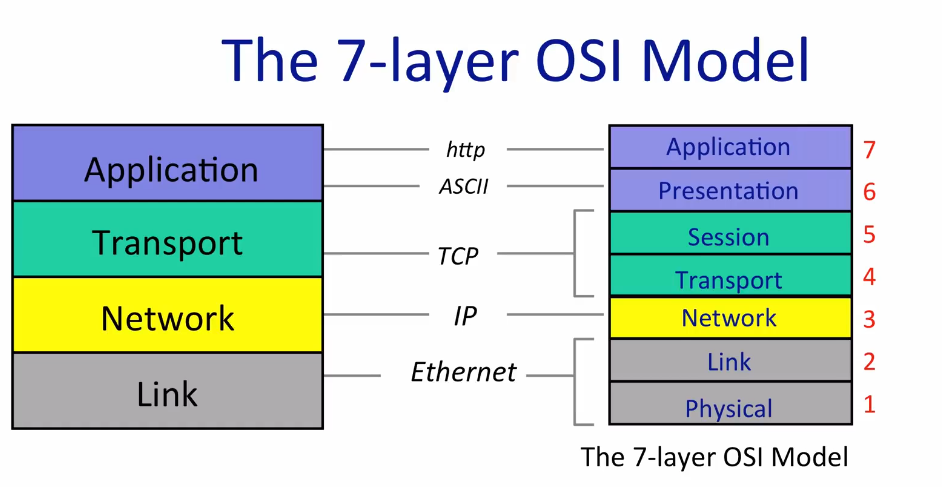 The 7-layer OSI Model
Application
Transport
Network
Link
http
ASCII
TCP
IP
Ethernet
Application 7
Presentation 6
Session 5
Transport 4
Network 3
Link 2
Physical 1
The 7-layer OSI Model